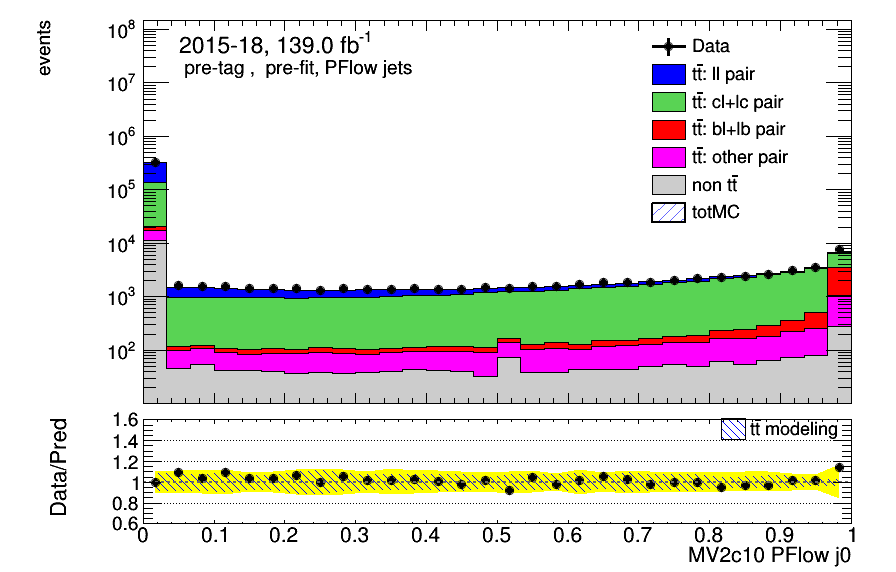 events
10⁸
10⁷
10⁶
10⁵
10⁴
10³
10²
2015-18, 139.0 fb⁻¹
pre-tag , pre-fit, PFlow jets
Data
tt̄: ll pair
tt̄: cl+lc pair
tt̄: bl+lb pair
tt̄: other pair
non tt̄
totMC
Data/Pred
1.6
1.4
1.2
1
0.8
0.6
tt̄ modeling
0 0.1 0.2 0.3 0.4 0.5 0.6 0.7 0.8 0.9 1
MV2c10 PFlow j0